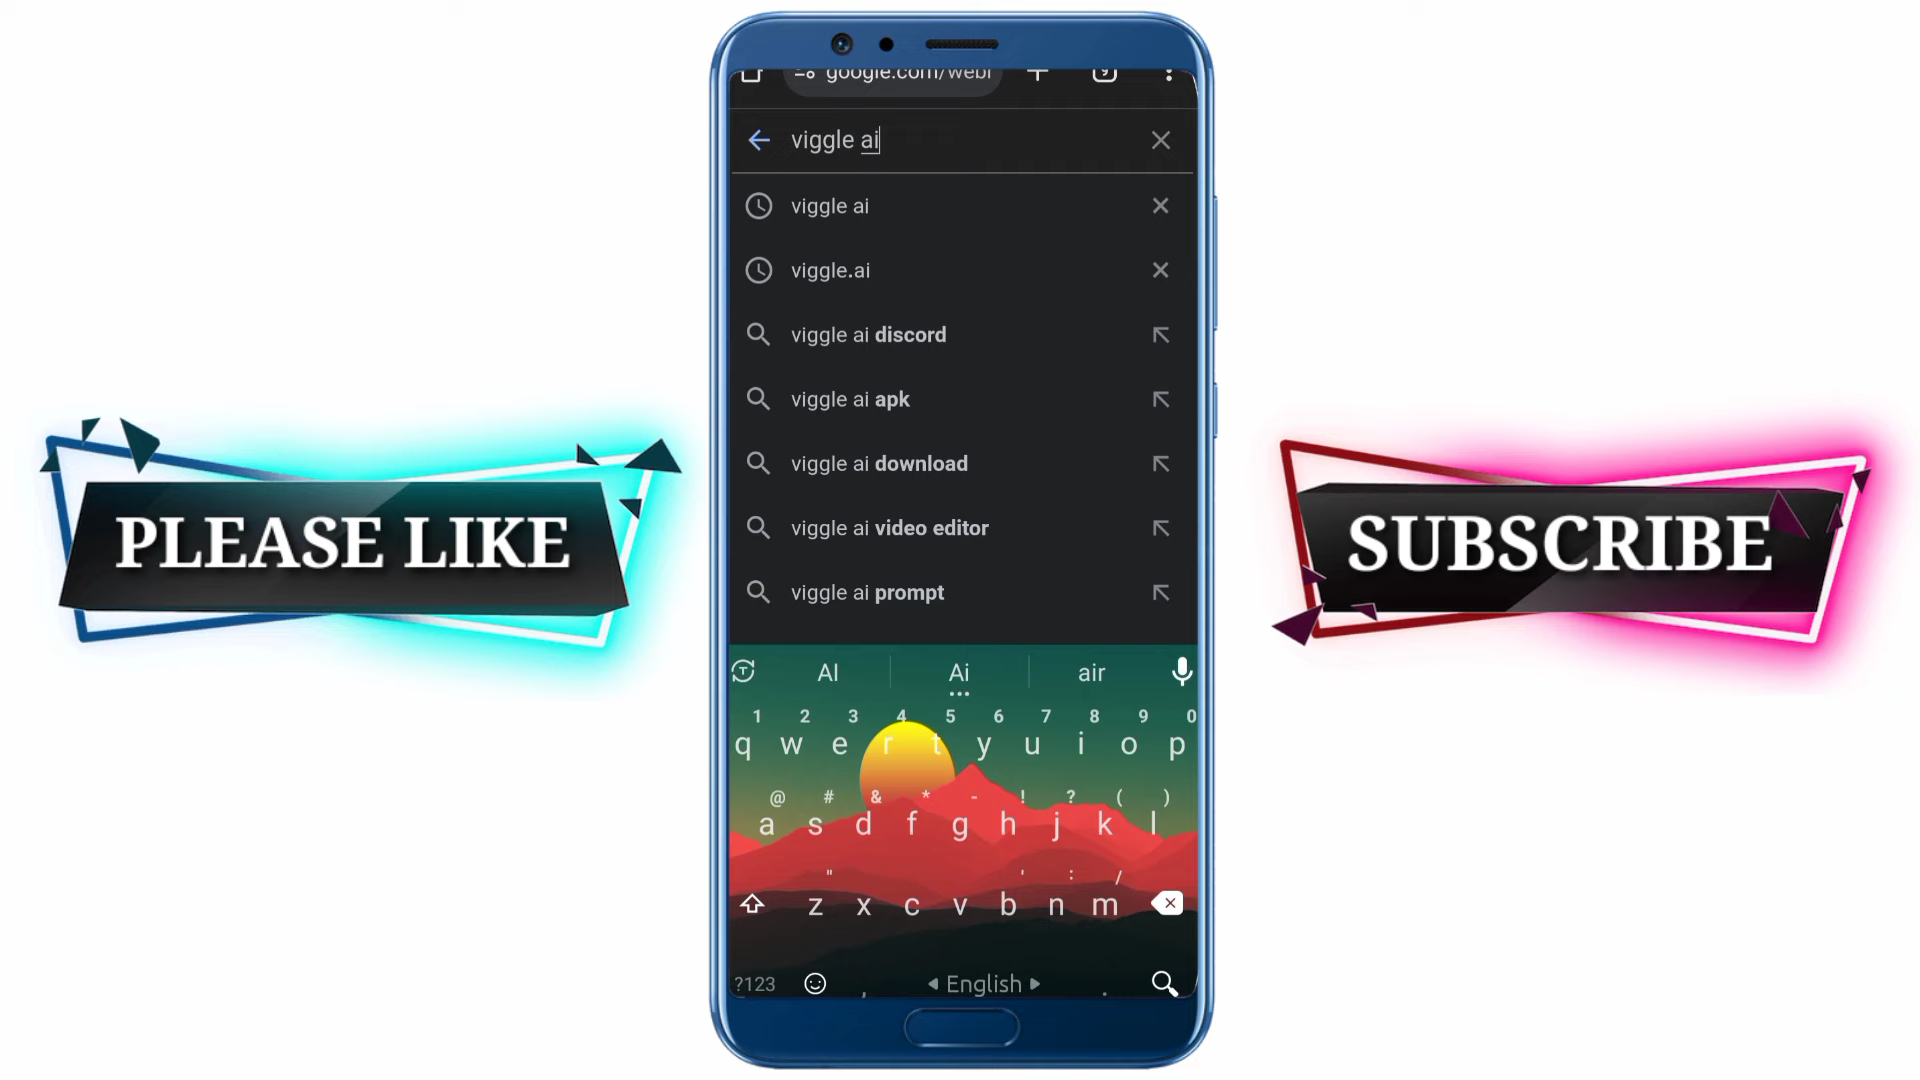 google.com/webl
9
viggle ai
viggle ai
viggle.ai
viggle ai discord
viggle ai apk
viggle ai download
viggle ai video editor
viggle ai prompt
PLEASE LIKE
SUBSCRIBE
AI Ai air
1 2 3 4 5 6 7 8 9 0
q w e r t y u i o p
@ # & * - ! ? ( )
a s d f g h j k l
" ' : /
z x c v b n m
?123 , English .